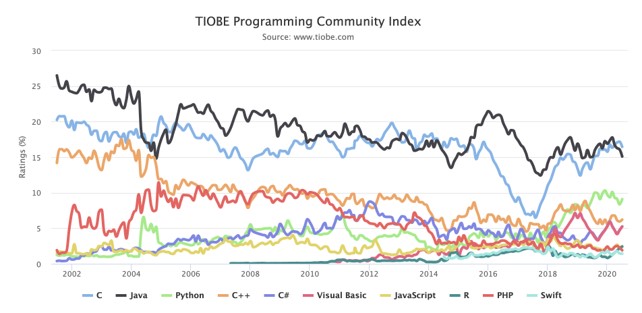 TIOBE Programming Community Index
Source: www.tiobe.com
30
25
20
15
10
5
0
Ratings (%)
2002 2004 2006 2008 2010 2012 2014 2016 2018 2020
C Java Python C++ C# Visual Basic JavaScript R PHP Swift